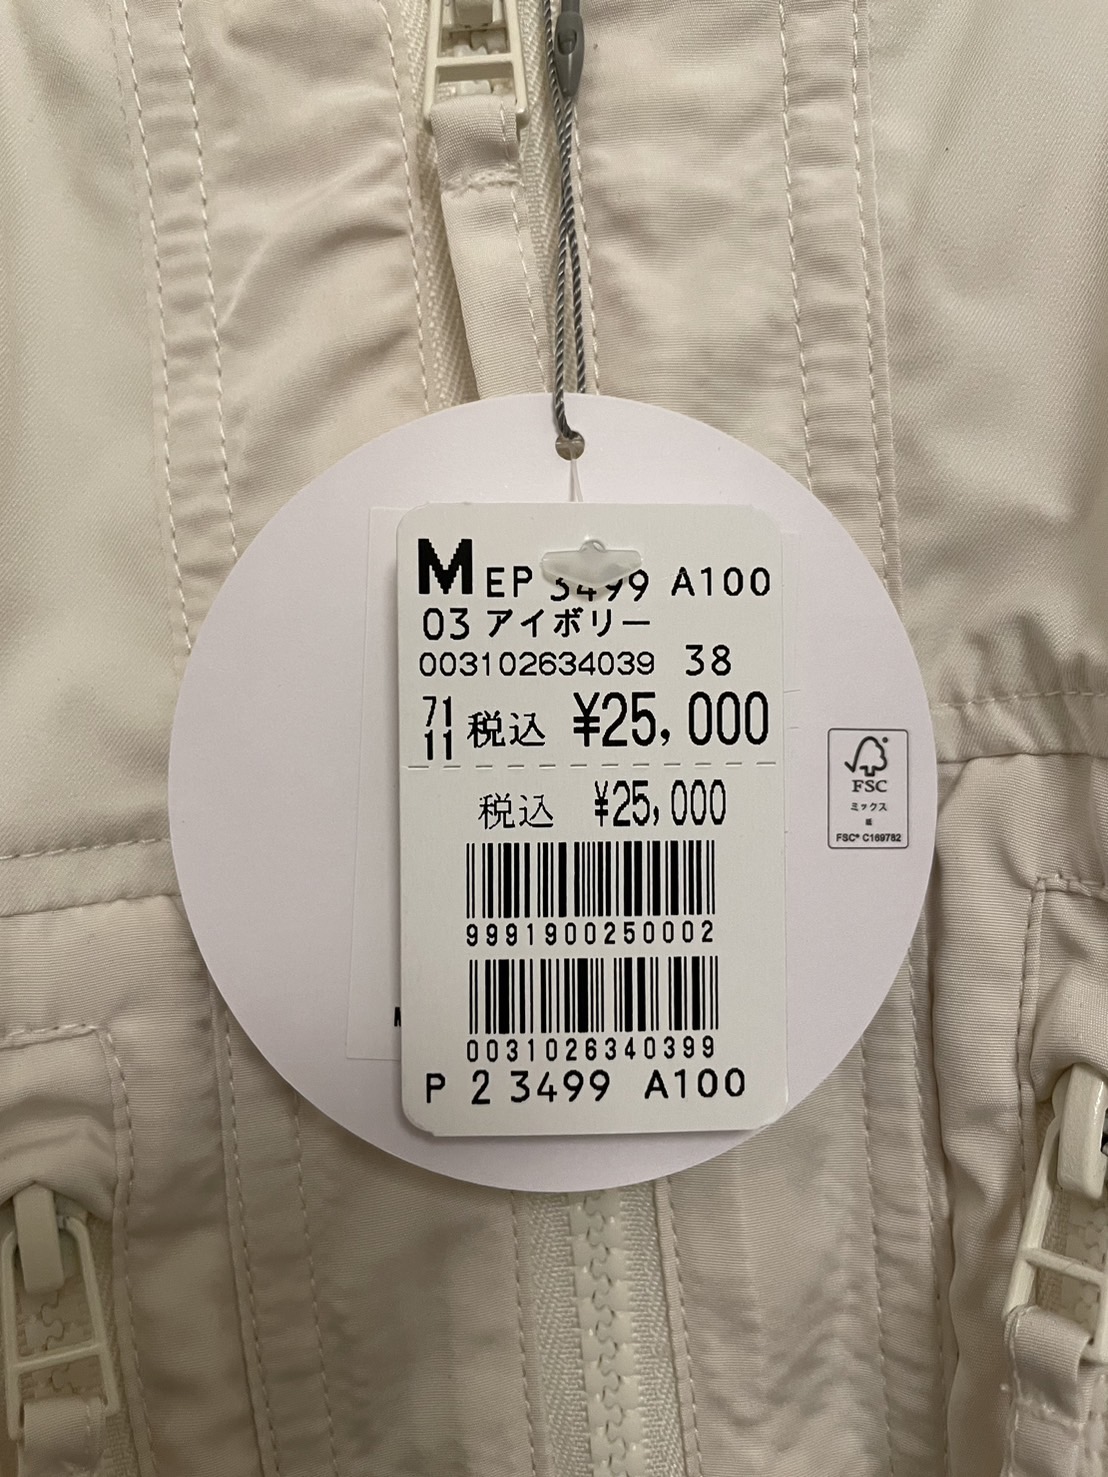 M EP 3499 A100
03 アイボリー
003102634039 38
71
11 税込 ¥25,000
税込 ¥25,000
9991900250002
0031026340399
P 2 3499 A100
FSC
ミックス
紙
FSC® C169782